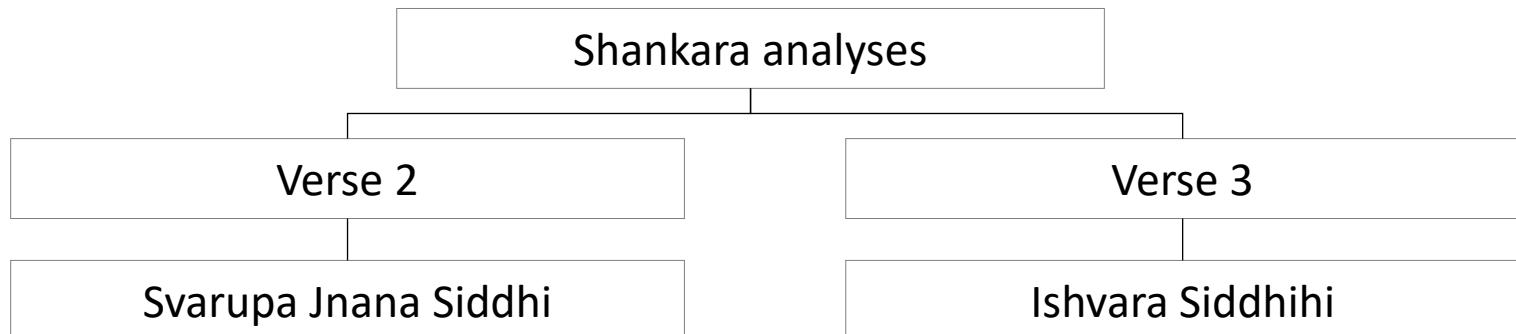 Shankara analyses
Verse 2
Verse 3
Svarupa Jnana Siddhi
Ishvara Siddhihi